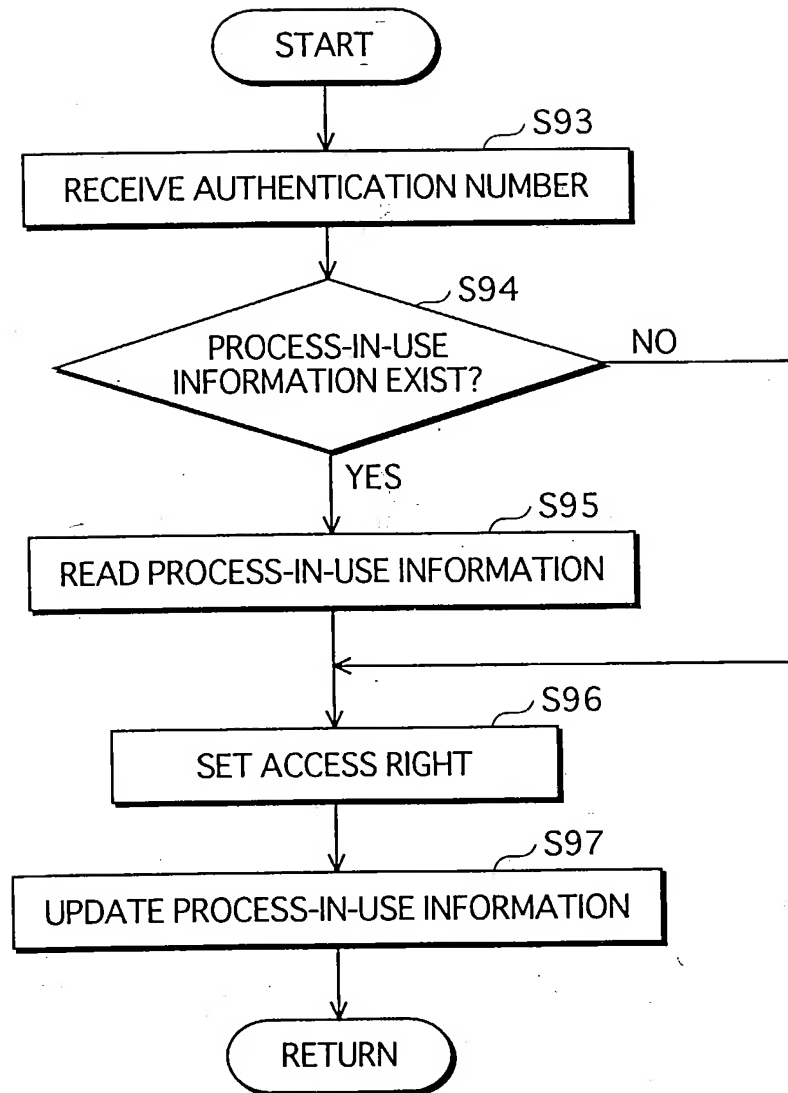 START
S93
RECEIVE AUTHENTICATION NUMBER
S94
PROCESS-IN-USE
INFORMATION EXIST?
NO
YES
S95
READ PROCESS-IN-USE INFORMATION
S96
SET ACCESS RIGHT
S97
UPDATE PROCESS-IN-USE INFORMATION
RETURN